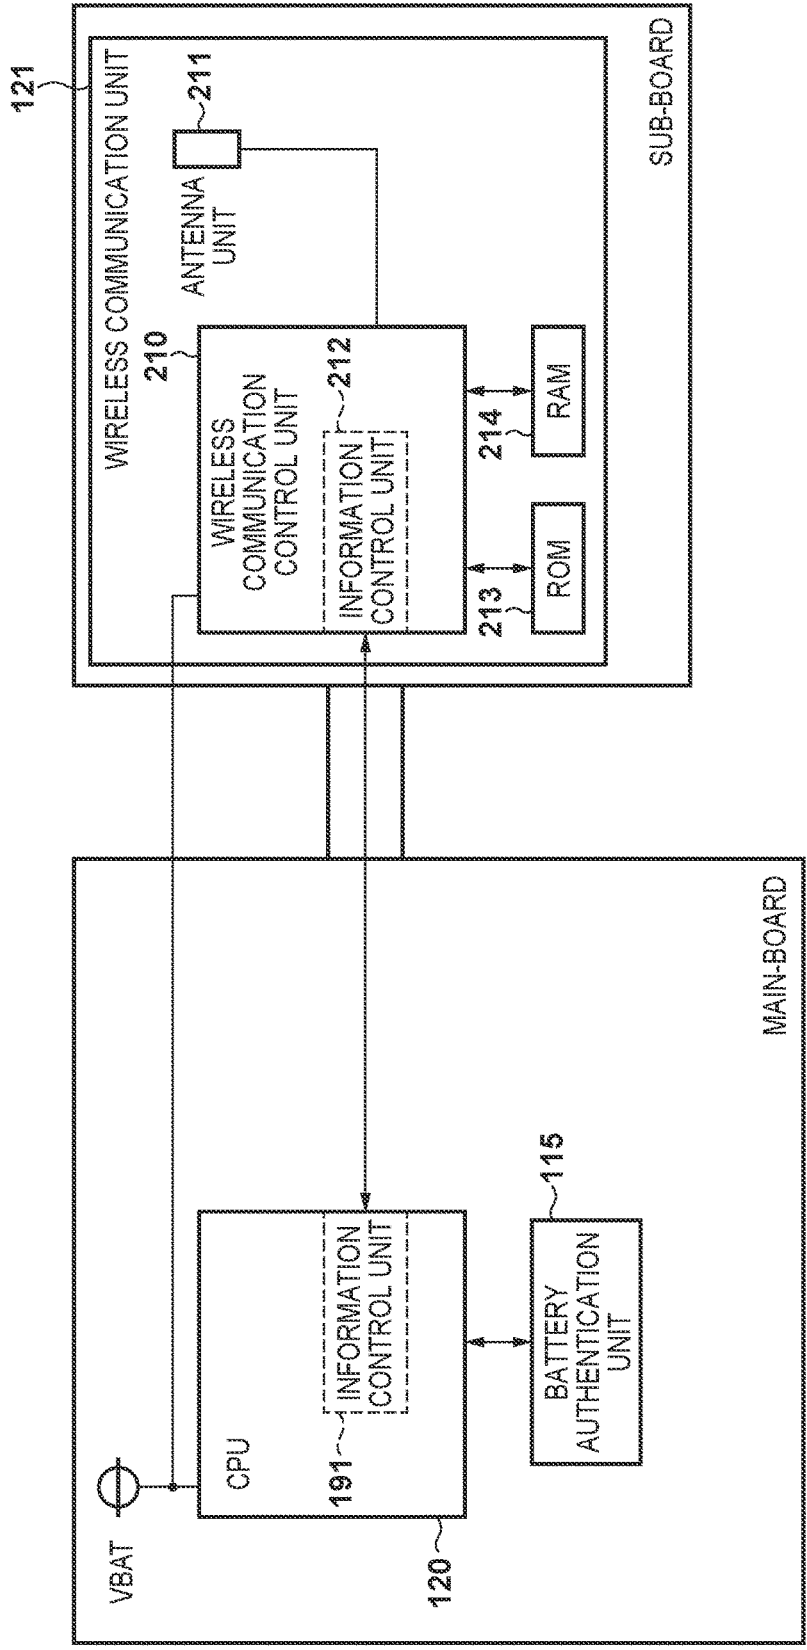 VBAT
CPU
120
191
INFORMATION
CONTROL UNIT
BATTERY
AUTHENTICATION
UNIT
115
MAIN-BOARD
121
WIRELESS COMMUNICATION UNIT
210
WIRELESS
COMMUNICATION
CONTROL UNIT
INFORMATION
CONTROL UNIT
212
ANTENNA
UNIT
211
213
ROM
214
RAM
SUB-BOARD